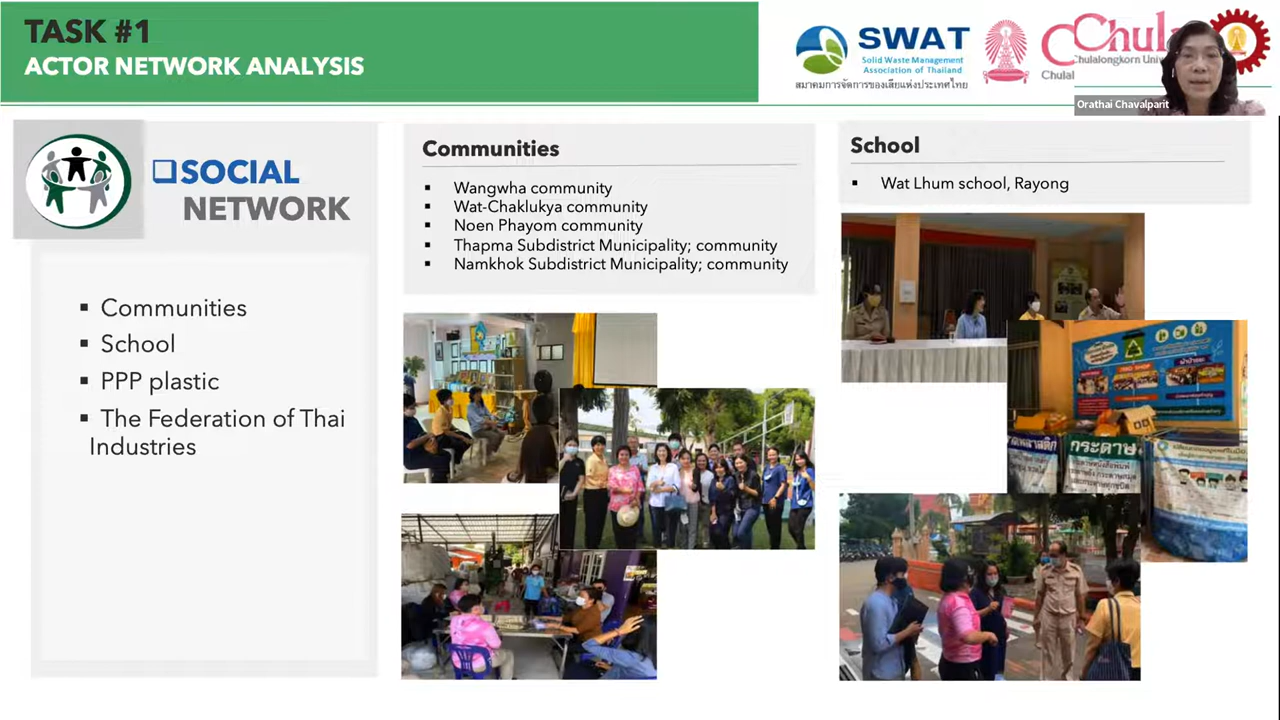 TASK #1
ACTOR NETWORK ANALYSIS
SWAT
Solid Waste Management
Association of Thailand
สมาคมการจัดการของเสียแห่งประเทศไทย
Chula
Chulalongkorn
Chulal
Orathai Chavalparit
❑SOCIAL
NETWORK
▪ Communities
▪ School
▪ PPP plastic
▪ The Federation of Thai
Industries
Communities
▪ Wangwha community
▪ Wat-Chaklukya community
▪ Noen Phayom community
▪ Thapma Subdistrict Municipality; community
▪ Namkhok Subdistrict Municipality; community
School
▪ Wat Lhum school, Rayong
กระดาษ